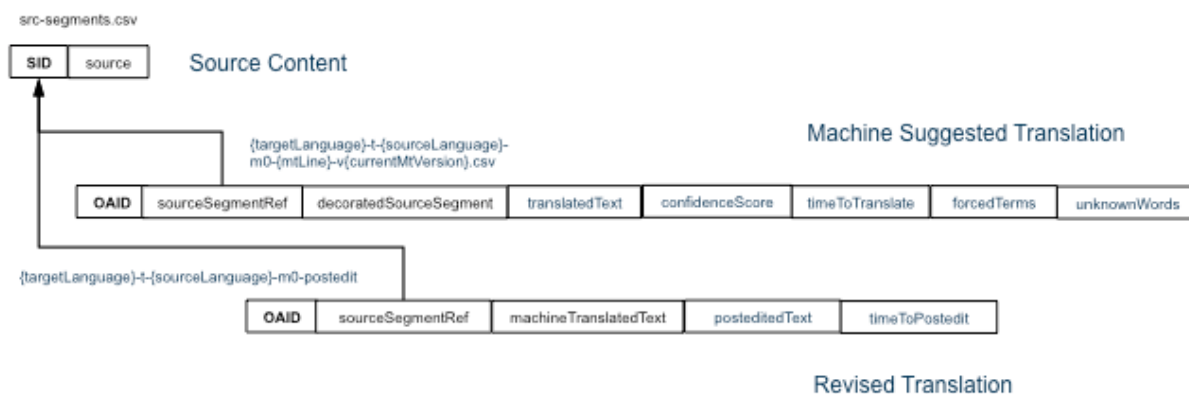 src-segments.csv
SID source
Source Content
Machine Suggested Translation
{targetLanguage}-t-{sourceLanguage}-
m0-{mtLine}-v{currentMtVersion}.csv
OAID sourceSegmentRef decoratedSourceSegment translatedText confidenceScore timeToTranslate forcedTerms unknownWords
{targetLanguage}-t-{sourceLanguage}-m0-postedit
OAID sourceSegmentRef machineTranslatedText posteditedText timeToPostedit
Revised Translation